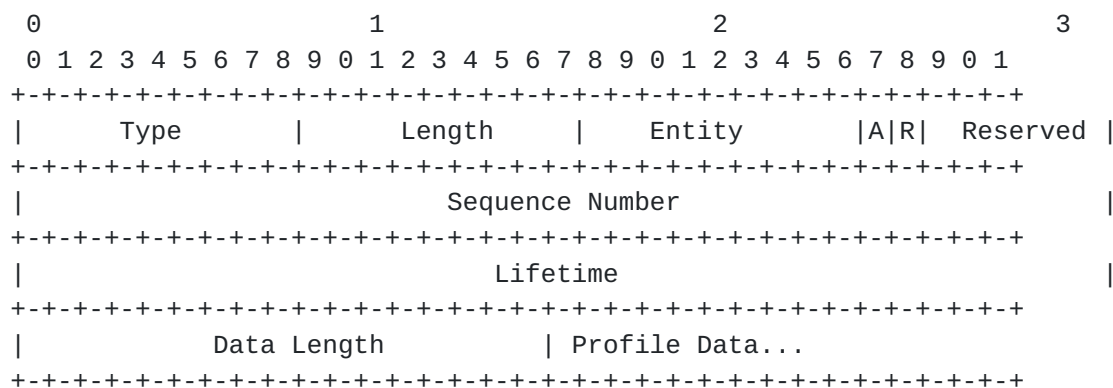 0                     1                     2                     3
 0 1 2 3 4 5 6 7 8 9 0 1 2 3 4 5 6 7 8 9 0 1 2 3 4 5 6 7 8 9 0 1
+-+-+-+-+-+-+-+-+-+-+-+-+-+-+-+-+-+-+-+-+-+-+-+-+-+-+-+-+-+-+-+-+
|      Type       |      Length     |    Entity       |A|R|  Reserved |
+-+-+-+-+-+-+-+-+-+-+-+-+-+-+-+-+-+-+-+-+-+-+-+-+-+-+-+-+-+-+-+-+
|                           Sequence Number                           |
+-+-+-+-+-+-+-+-+-+-+-+-+-+-+-+-+-+-+-+-+-+-+-+-+-+-+-+-+-+-+-+-+
|                              Lifetime                               |
+-+-+-+-+-+-+-+-+-+-+-+-+-+-+-+-+-+-+-+-+-+-+-+-+-+-+-+-+-+-+-+-+
|            Data Length          | Profile Data...
+-+-+-+-+-+-+-+-+-+-+-+-+-+-+-+-+-+-+-+-+-+-+-+-+-+-+-+-+-+-+-+-+